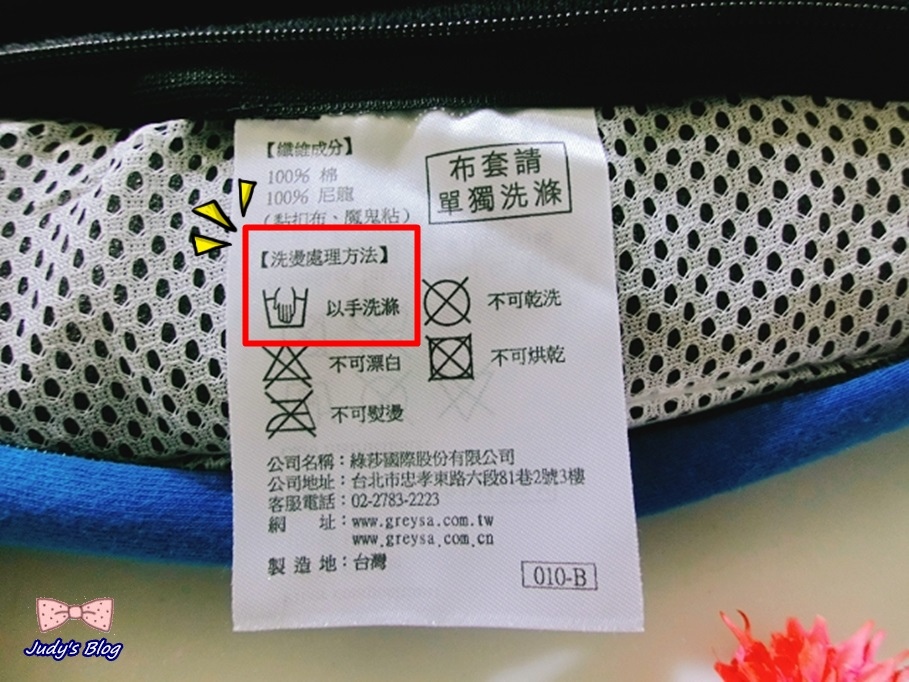 【纖維成分】
100% 棉
100% 尼龍
(黏扣布、魔鬼粘)
布套請
單獨洗滌
【洗燙處理方法】
以手洗滌
不可乾洗
不可漂白
不可烘乾
不可熨燙
公司名稱：綠莎國際股份有限公司
公司地址：台北市忠孝東路六段81巷2號3樓
客服電話：02-2783-2223
網 址：www.greysa.com.tw
www.greysa.com.cn
製 造 地：台灣
010-B
Judy's Blog